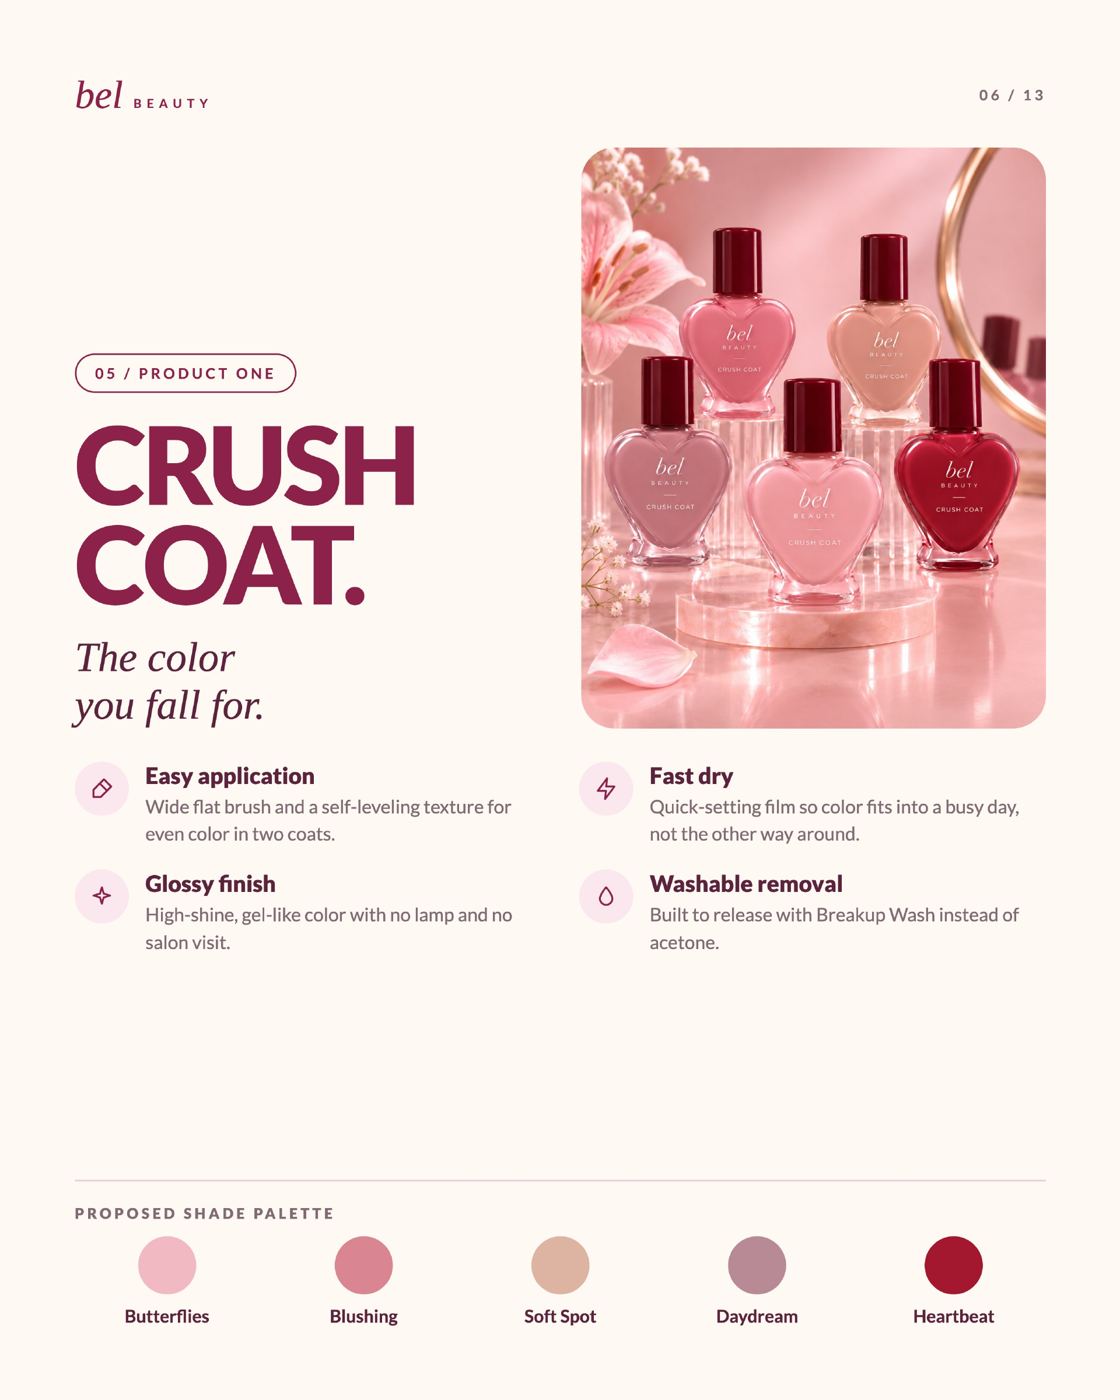 bel BEAUTY
06 / 13
05 / PRODUCT ONE
CRUSH
COAT.
The color
you fall for.
bel
BEAUTY
CRUSH COAT
bel
BEAUTY
CRUSH COAT
bel
BEAUTY
CRUSH COAT
bel
BEAUTY
CRUSH COAT
bel
BEAUTY
CRUSH COAT
Easy application
Wide flat brush and a self-leveling texture for
even color in two coats.
Fast dry
Quick-setting film so color fits into a busy day,
not the other way around.
Glossy finish
High-shine, gel-like color with no lamp and no
salon visit.
Washable removal
Built to release with Breakup Wash instead of
acetone.
PROPOSED SHADE PALETTE
Butterflies
Blushing
Soft Spot
Daydream
Heartbeat